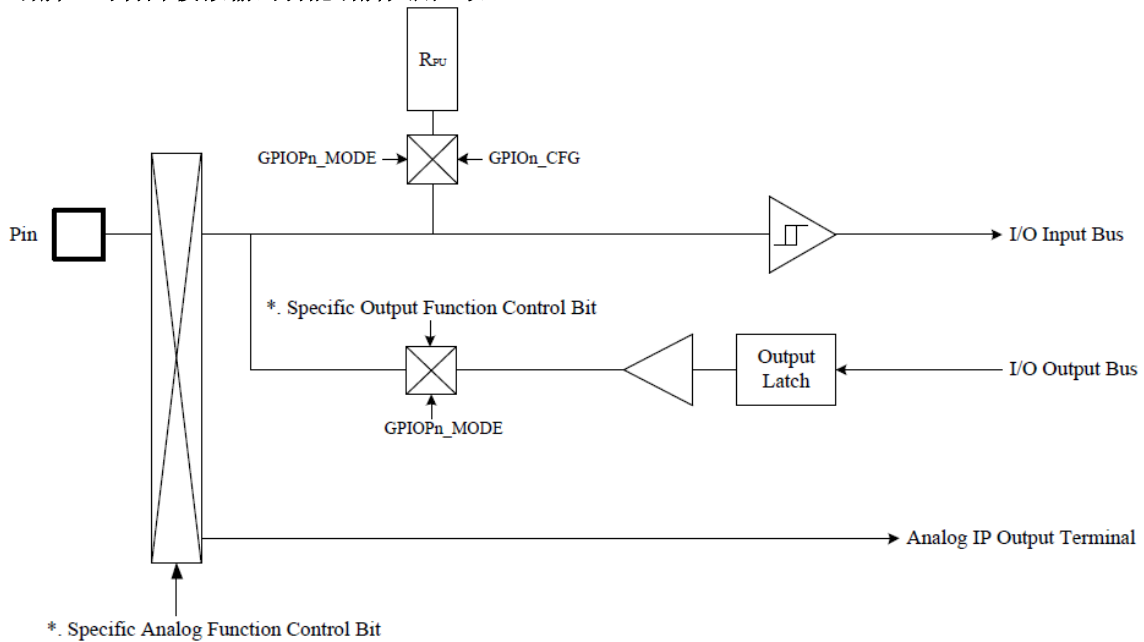 RPU
GPIOPn_MODE
GPIOn_CFG
Pin
I/O Input Bus
*. Specific Output Function Control Bit
Output
Latch
I/O Output Bus
GPIOPn_MODE
Analog IP Output Terminal
*. Specific Analog Function Control Bit